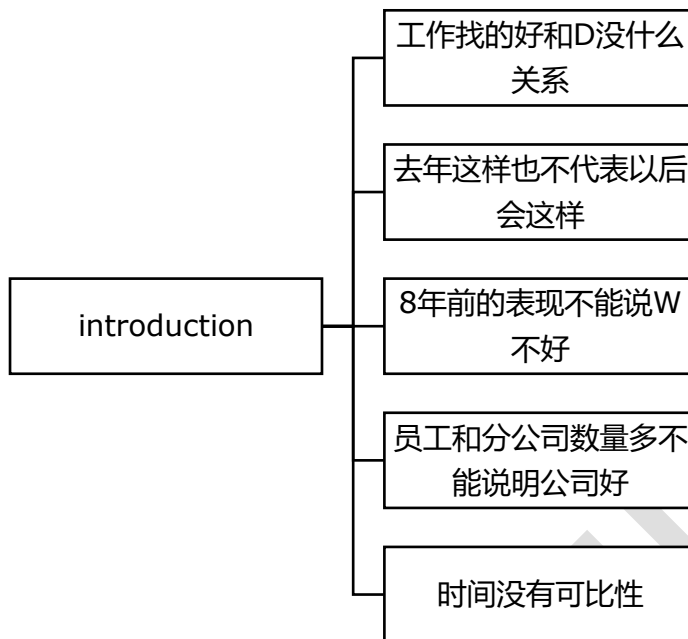 introduction
工作找的好和D没什么
关系
去年这样也不代表以后
会这样
8年前的表现不能说W
不好
员工和分公司数量多不
能说明公司好
时间没有可比性